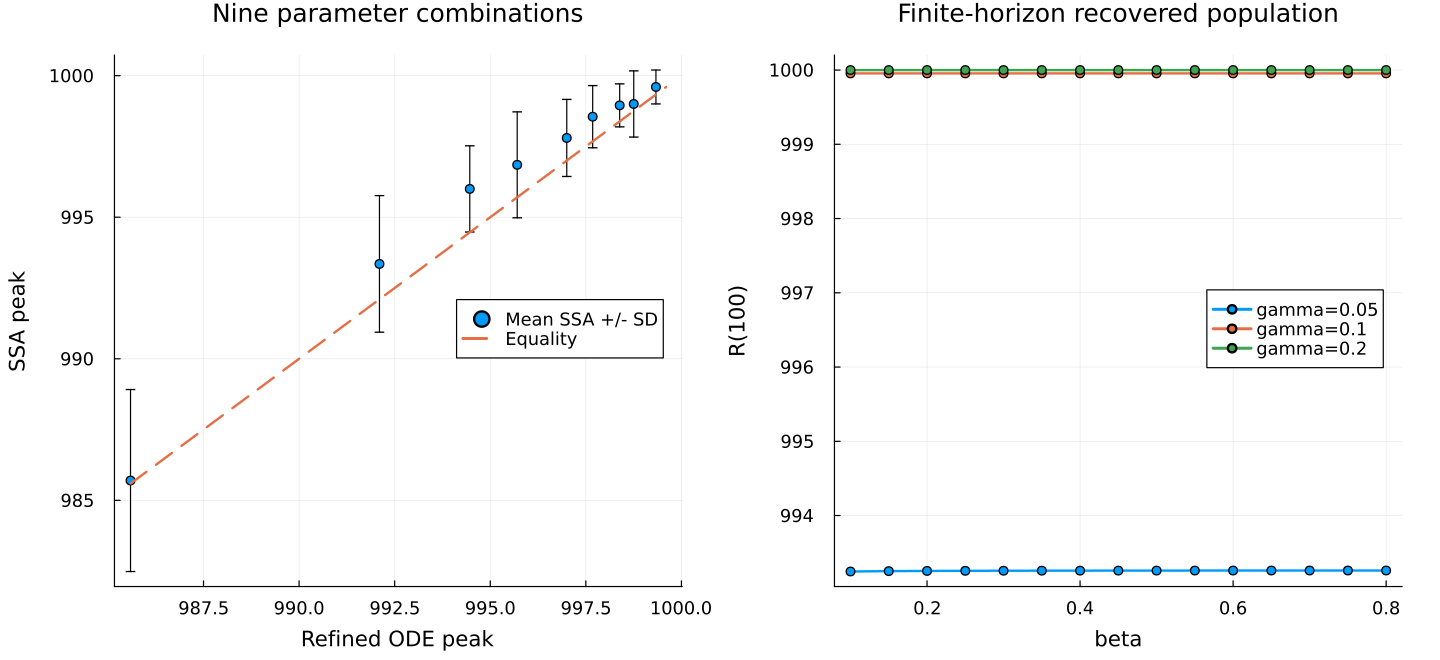 Nine parameter combinations
SSA peak
1000
995
990
985
987.5 990.0 992.5 995.0 997.5 1000.0
Refined ODE peak
Mean SSA +/- SD
Equality
Finite-horizon recovered population
R(100)
1000
999
998
997
996
995
994
0.2 0.4 0.6 0.8
beta
gamma=0.05
gamma=0.1
gamma=0.2